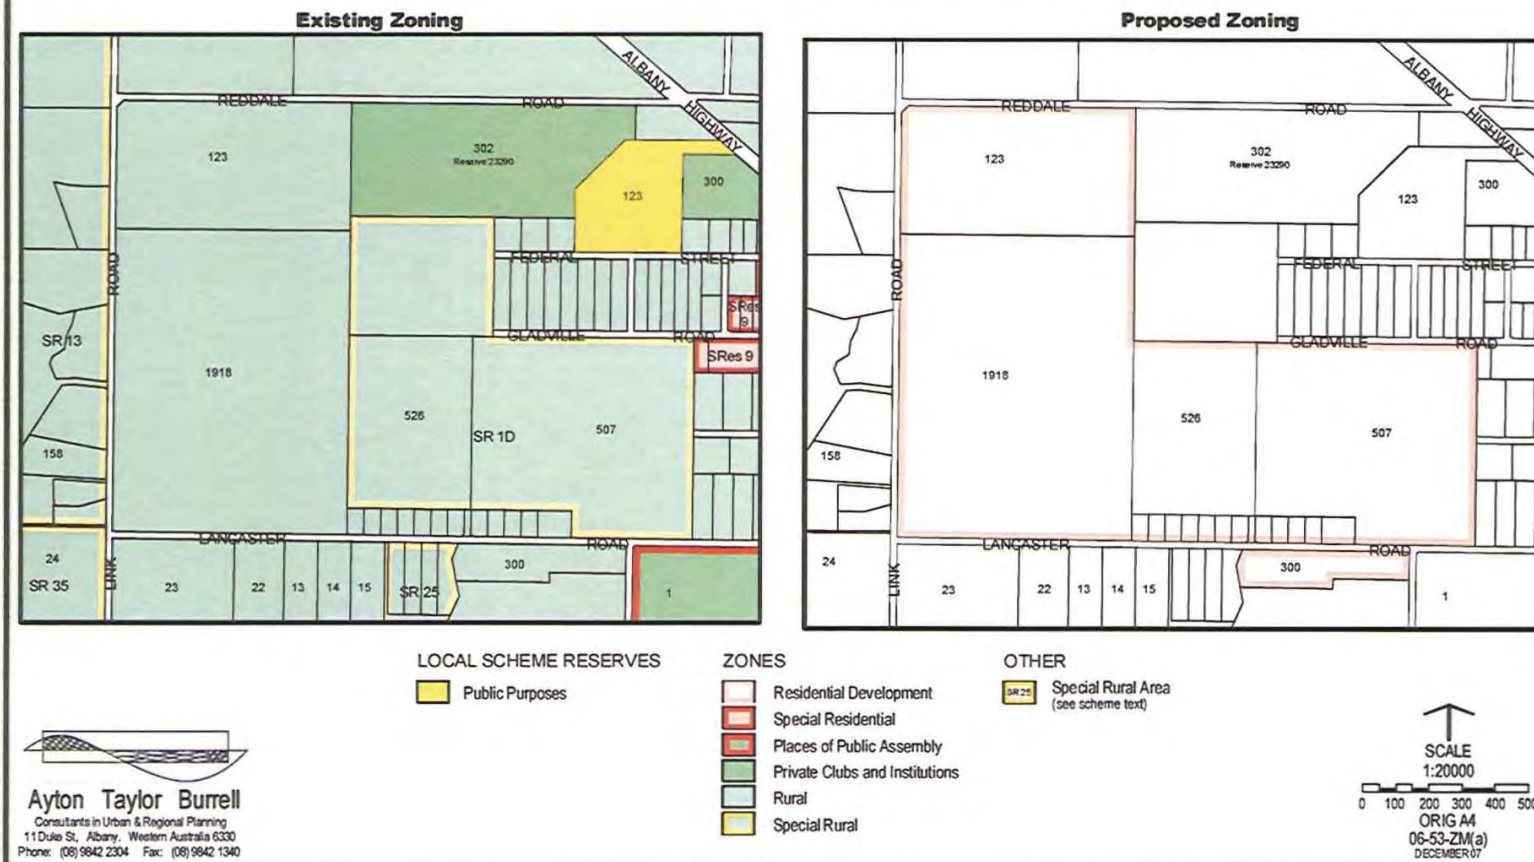 Existing Zoning
ALBANY
HIGHWAY
REDDALE
ROAD
123
302
Reserve 23290
123
300
ROAD
FEDERAL
STREET
SRes
9
SR 13
GLADVILLE
ROAD
SRes 9
1918
526
SR 1D
507
158
LANCASTER
ROAD
24
SR 35
LINK
23
22
13
14
15
SR 25
300
1
Proposed Zoning
ALBANY
HIGHWAY
REDDALE
ROAD
123
302
Reserve 23290
123
300
ROAD
FEDERAL
STREET
GLADVILLE
ROAD
1918
526
507
158
LANCASTER
ROAD
24
LINK
23
22
13
14
15
300
1
LOCAL SCHEME RESERVES
Public Purposes
ZONES
Residential Development
Special Residential
Places of Public Assembly
Private Clubs and Institutions
Rural
Special Rural
OTHER
SR25
Special Rural Area
(see scheme text)
Ayton Taylor Burrell
Consultants in Urban & Regional Planning
11 Duke St, Albany. Western Australia 6330
Phone: (08) 9842 2304 Fax: (08) 9842 1340
SCALE
1:20000
0 100 200 300 400 500
ORIG A4
06-53-ZM(a)
DECEMBER 07